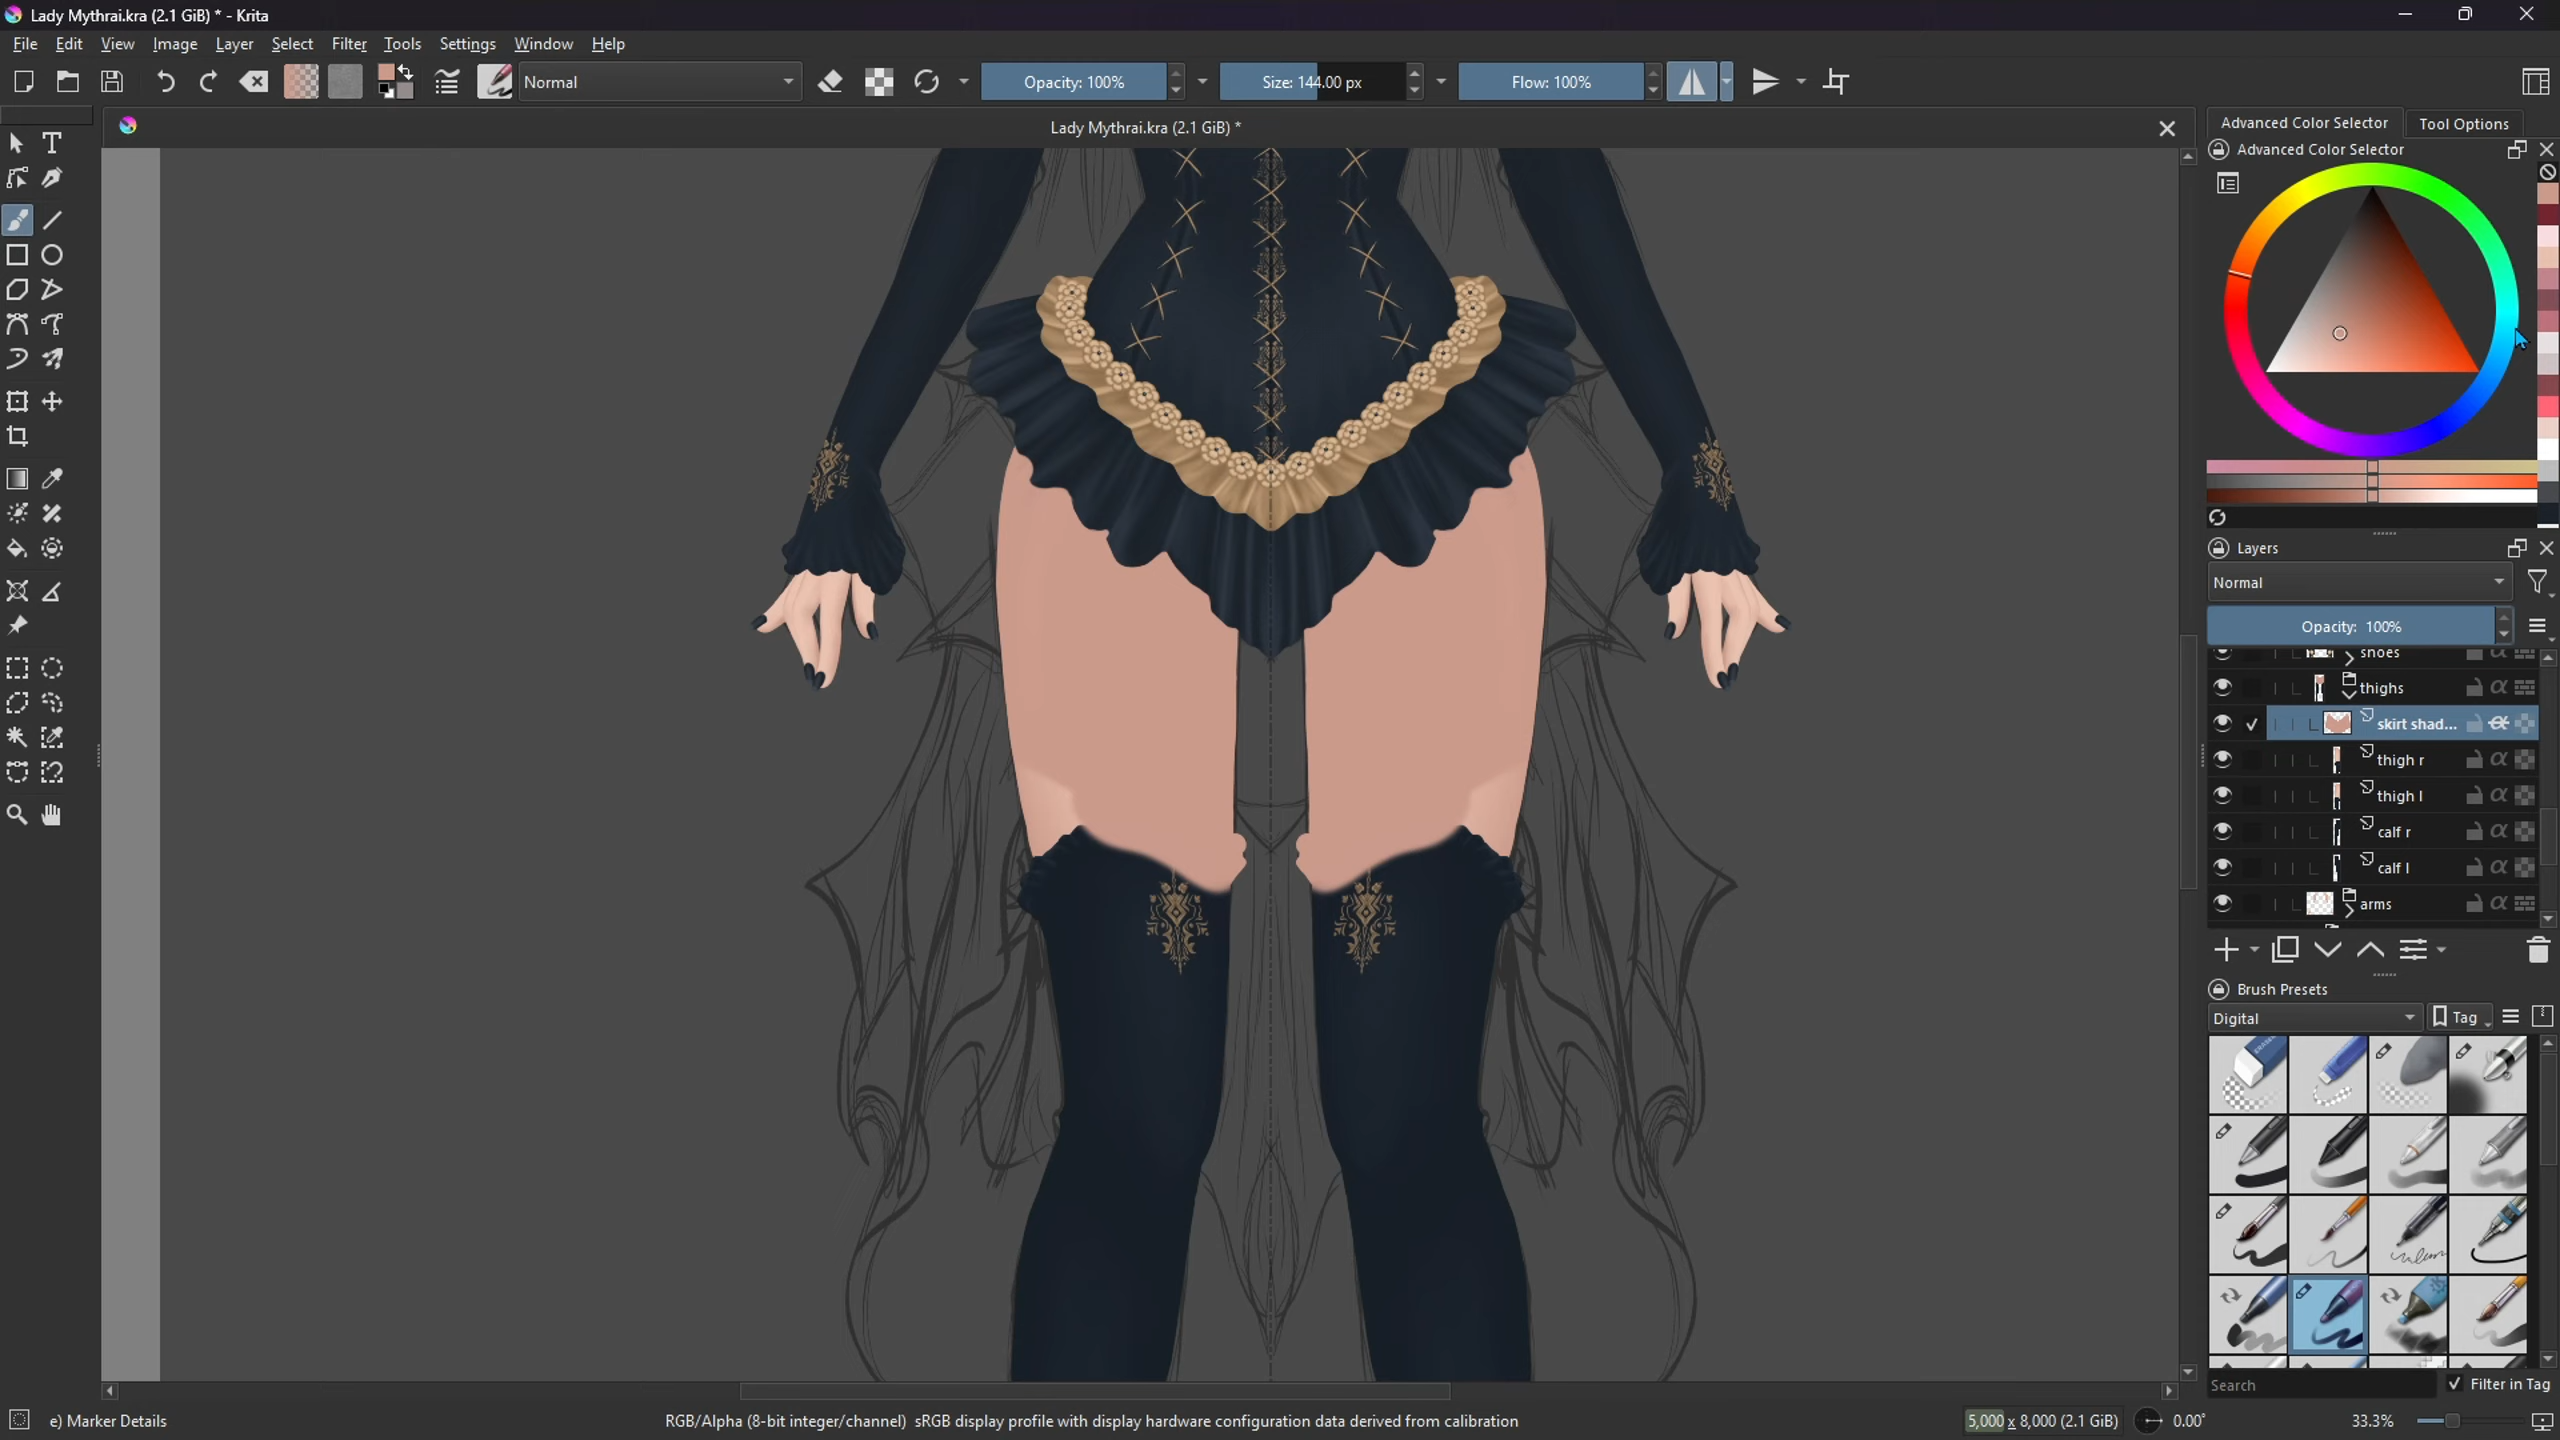 Lady Mythrai.kra (2.1 GiB) * - Krita
File Edit View Image Layer Select Filter Tools Settings Window Help
Normal Opacity: 100% Size: 144.00 px Flow: 100%
Lady Mythrai.kra (2.1 GiB) *
Advanced Color Selector Tool Options
Advanced Color Selector
Layers
Normal
Opacity: 100%
shoes
thighs
skirt shad...
thigh r
thigh l
calf r
calf l
arms
Brush Presets
Digital Tag
Search Filter in Tag
e) Marker Details RGB/Alpha (8-bit integer/channel) sRGB display profile with display hardware configuration data derived from calibration 5,000 x 8,000 (2.1 GiB) 0.00° 33.3%